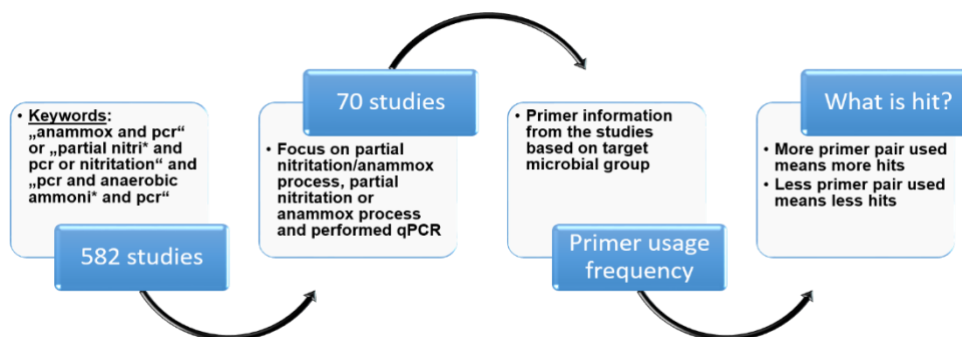 • Keywords:
„anammox and pcr“
or „partial nitri* and
pcr or nitritation“ and
„pcr and anaerobic
ammoni* and pcr“
582 studies
70 studies
• Focus on partial
nitritation/anammox
process, partial
nitritation or
anammox process
and performed qPCR
• Primer information
from the studies
based on target
microbial group
Primer usage
frequency
What is hit?
• More primer pair used
means more hits
• Less primer pair used
means less hits